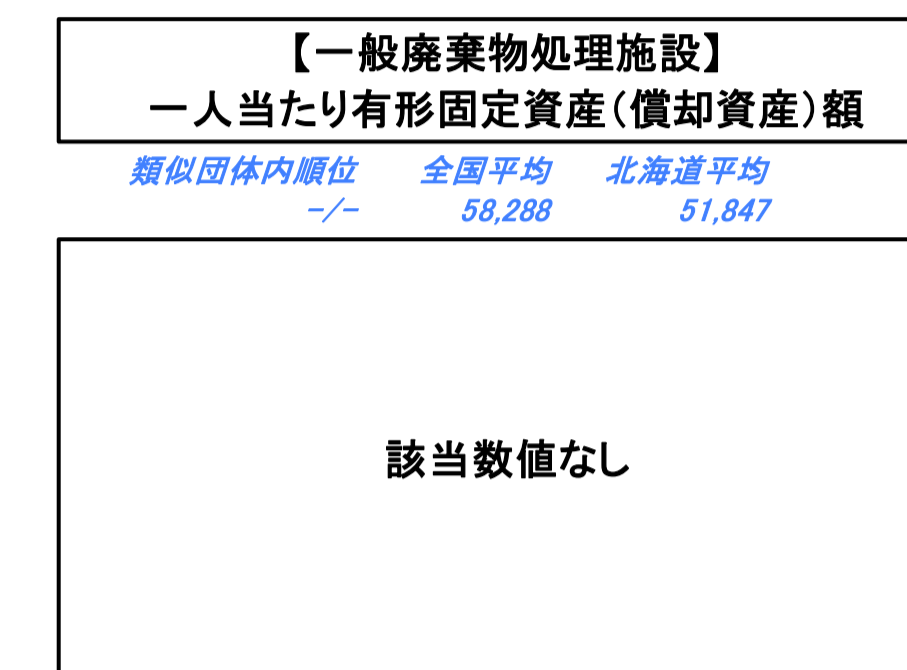 【一般廃棄物処理施設】
一人当たり有形固定資産(償却資産)額
類似団体内順位 全国平均 北海道平均
-/- 58,288 51,847
該当数値なし